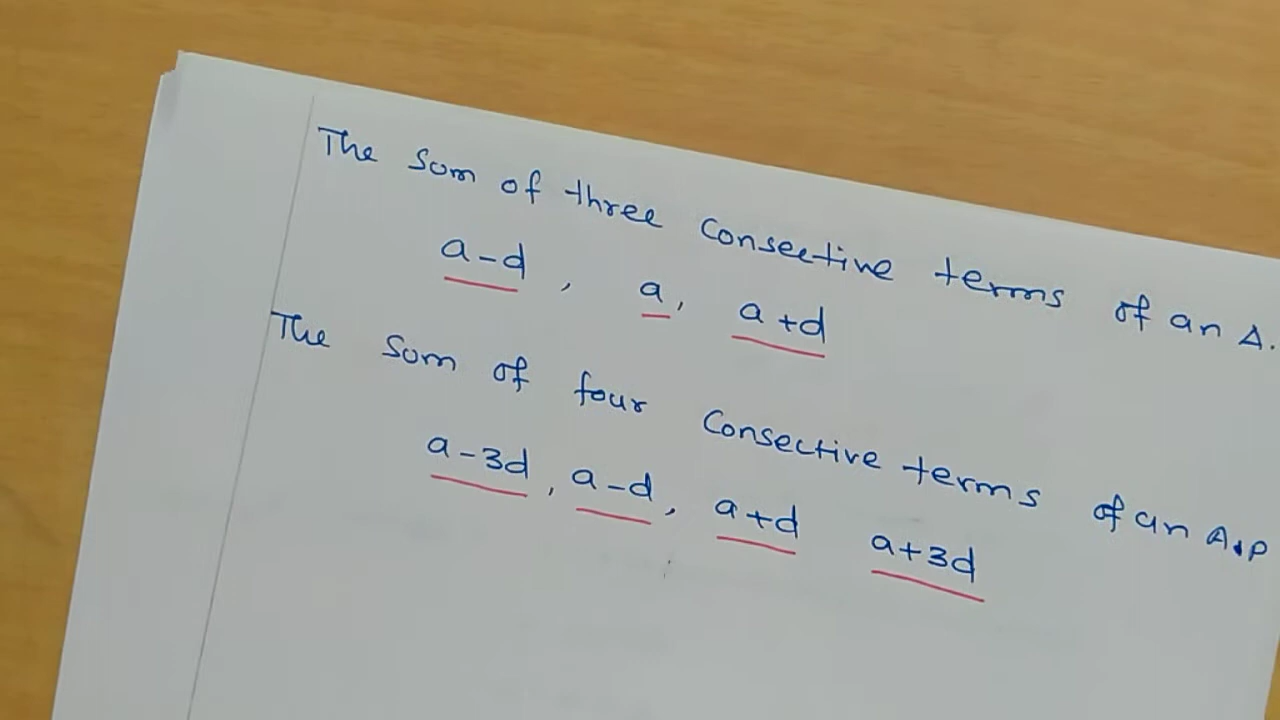 The Sum of three Consective terms of an A.
a-d, a, a+d
The Sum of four Consective terms of an A.P
a-3d, a-d, a+d a+3d